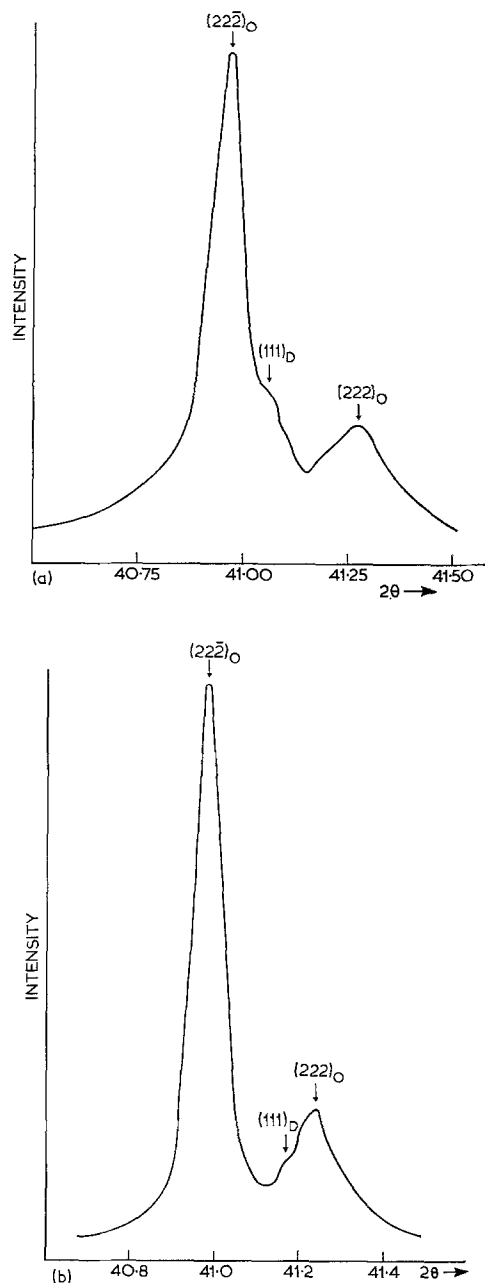 (222̅)O
(111)D
(222)O
INTENSITY
(a)
40·75 41·00 41·25 41·50
2θ
(222̅)O
(111)D
(222)O
INTENSITY
(b)
40·8 41·0 41·2 41·4 2θ